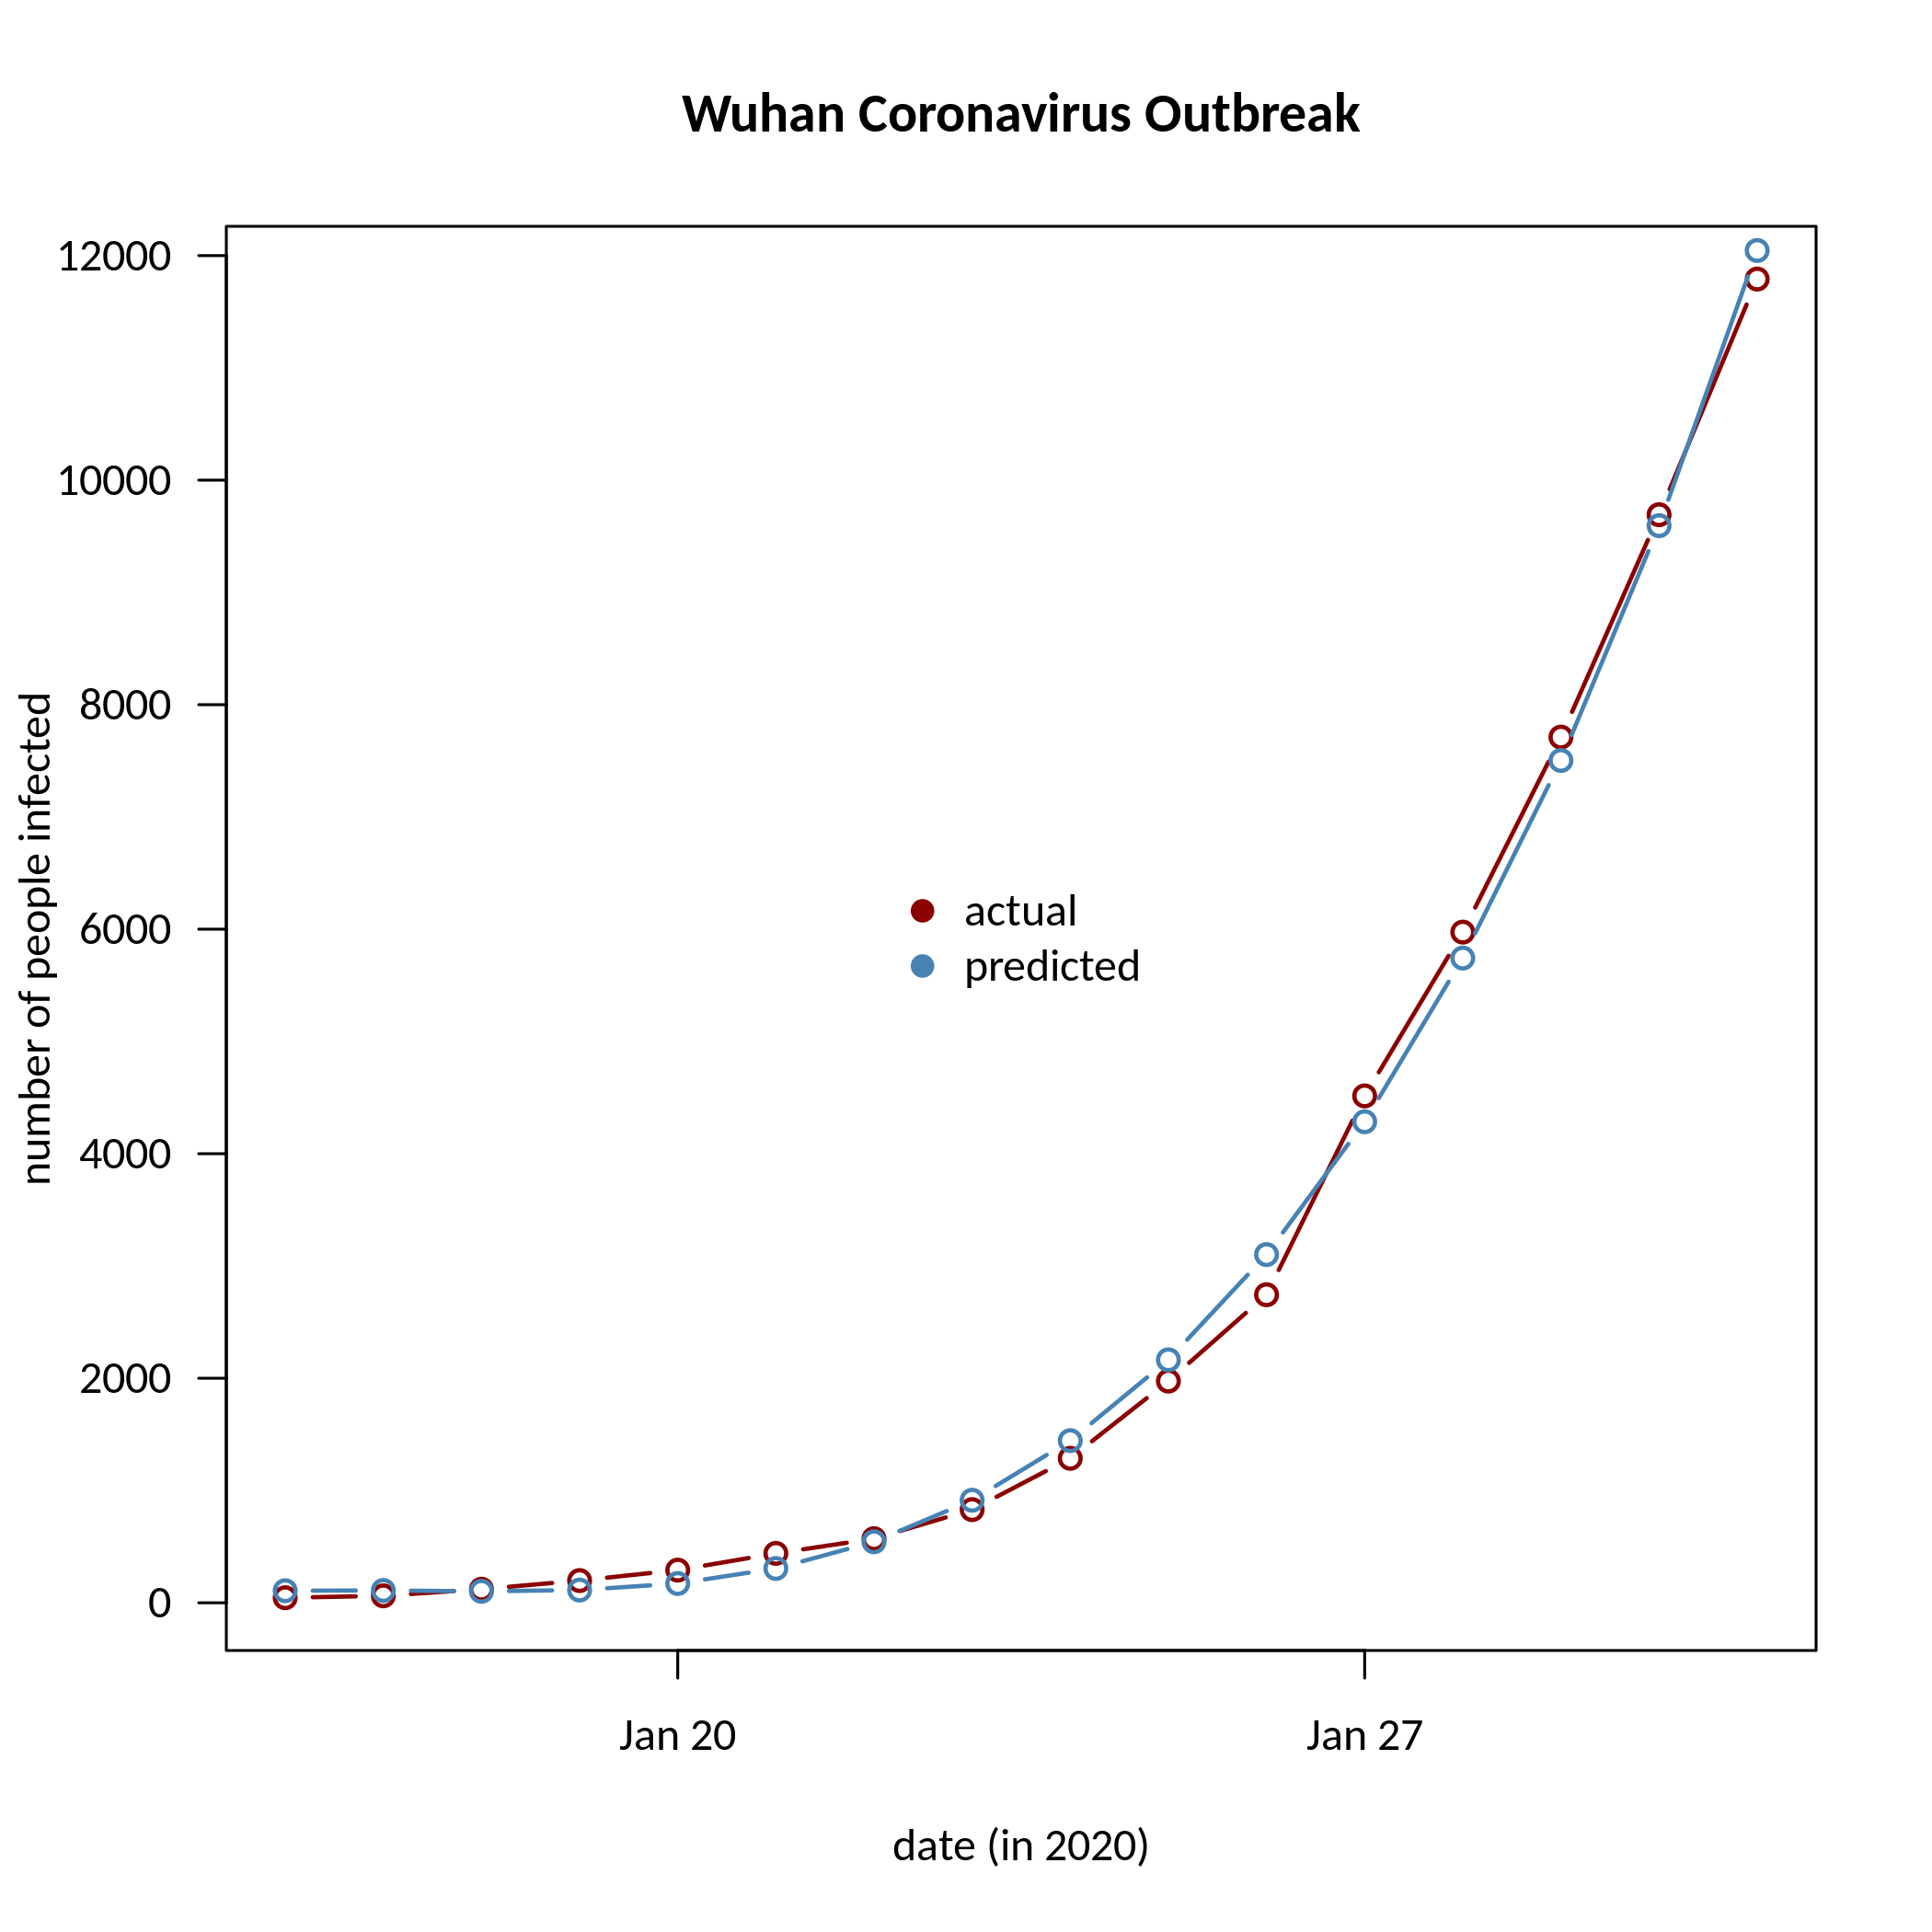 Wuhan Coronavirus Outbreak
12000
10000
8000
6000
4000
2000
0
number of people infected
actual
predicted
Jan 20
Jan 27
date (in 2020)